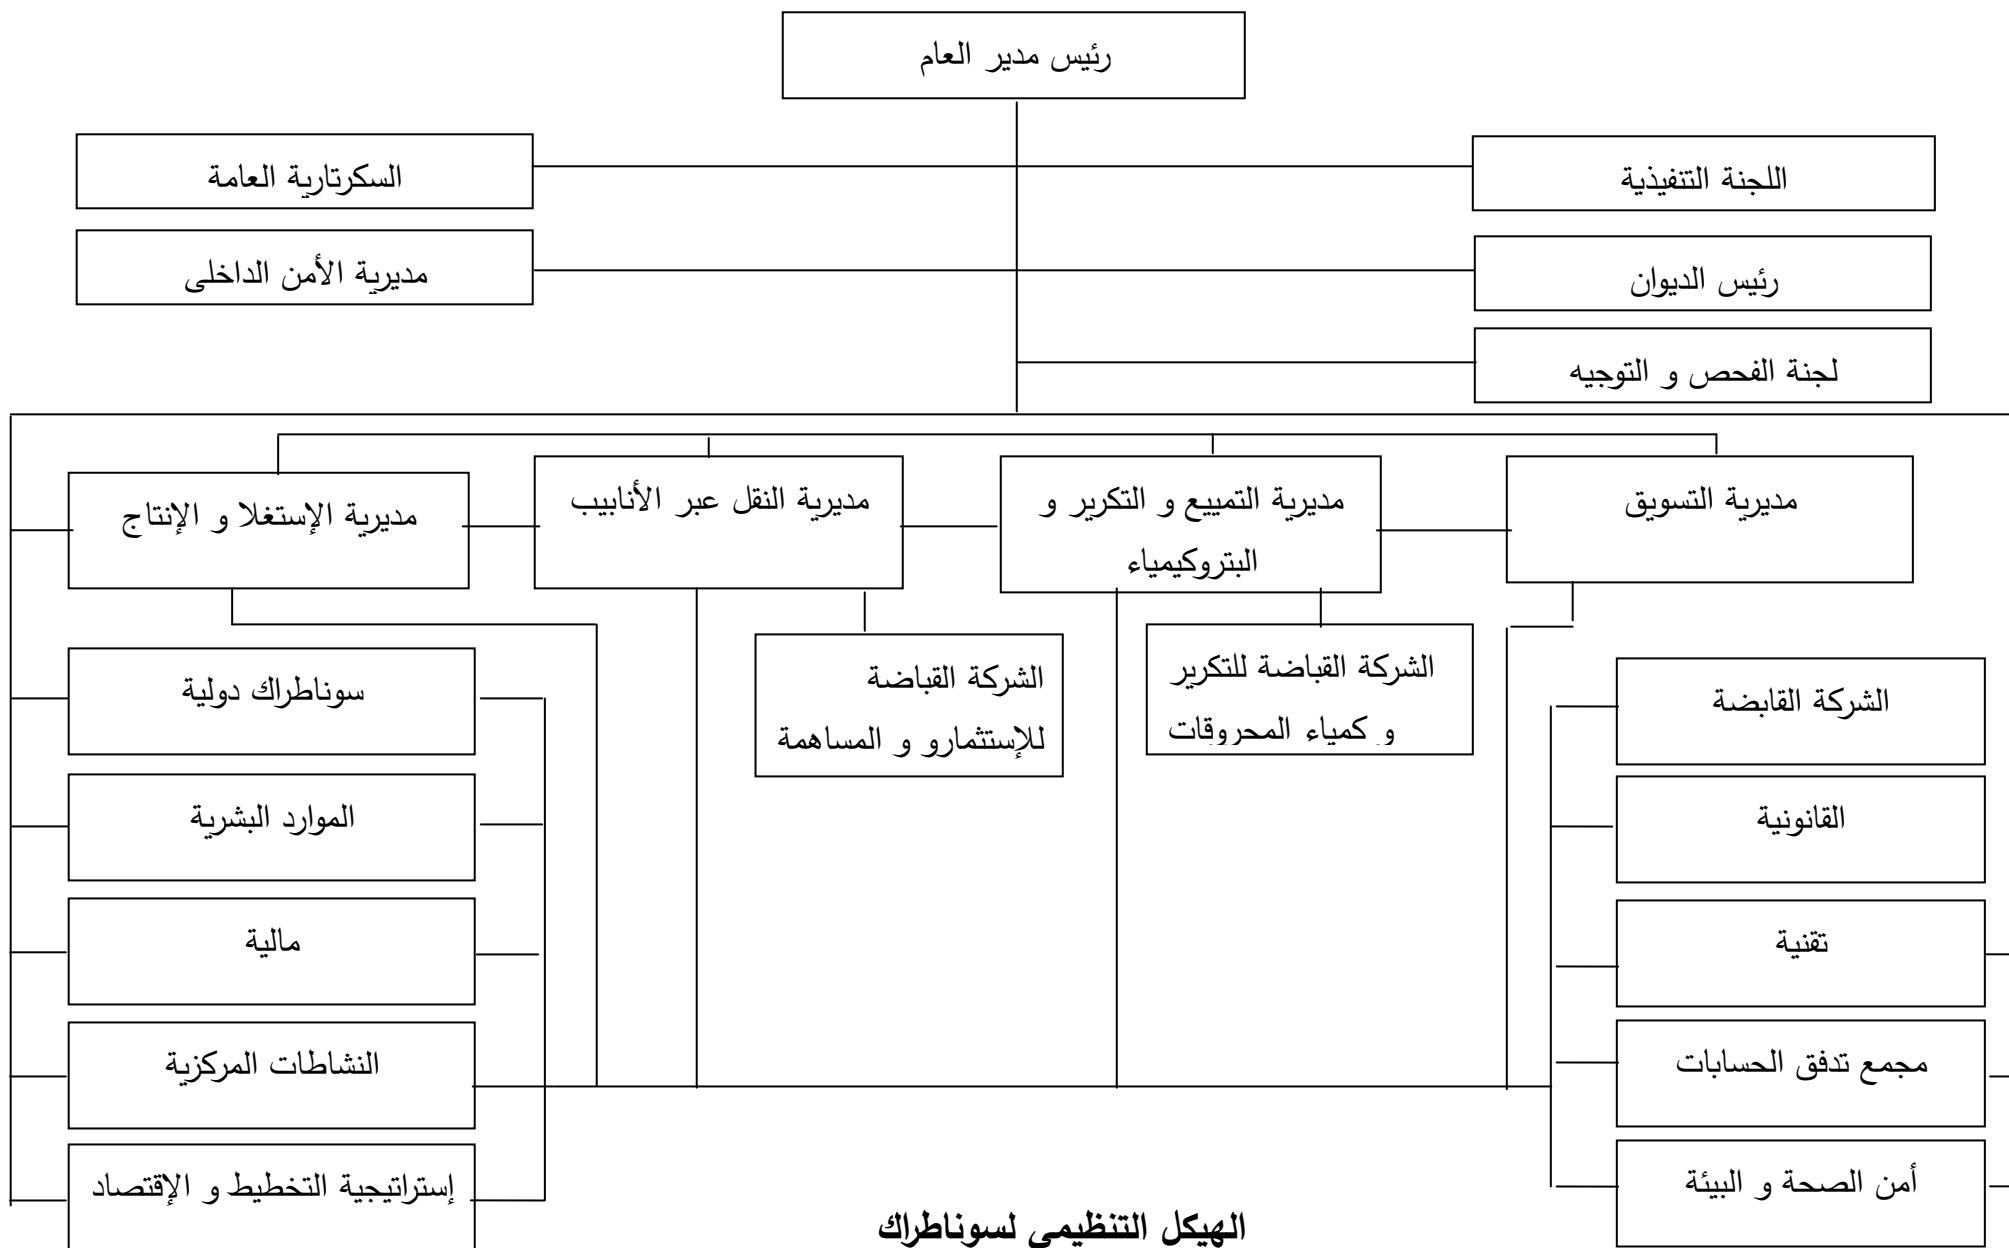 رئيس مدير العام
اللجنة التنفيذية
السكرتارية العامة
رئيس الديوان
مديرية الأمن الداخلى
لجنة الفحص و التوجيه
مديرية التسويق
مديرية التمييع و التكرير و
البتروكيمياء
مديرية النقل عبر الأنابيب
مديرية الإستغلا و الإنتاج
الشركة القباضة للتكرير
و كمياء المحروقات
الشركة القباضة
للإستثمارو و المساهمة
الشركة القابضة
القانونية
تقنية
مجمع تدفق الحسابات
أمن الصحة و البيئة
سوناطراك دولية
الموارد البشرية
مالية
النشاطات المركزية
إستراتيجية التخطيط و الإقتصاد
الهيكل التنظيمي لسوناطراك